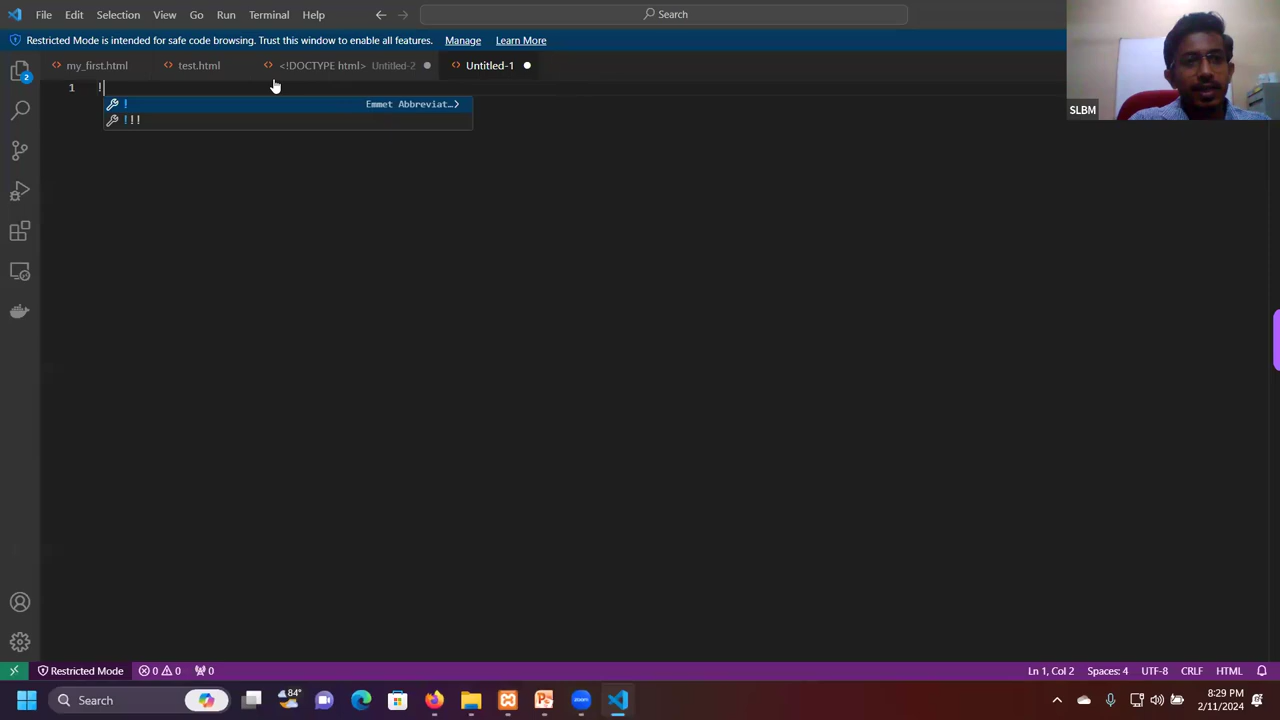 File Edit Selection View Go Run Terminal Help Search
Restricted Mode is intended for safe code browsing. Trust this window to enable all features. Manage Learn More
my_first.html test.html <!DOCTYPE html> Untitled-2 Untitled-1
1 !
! Emmet Abbreviat…
!!!
SLBM
2
Restricted Mode 0 0 0 Ln 1, Col 2 Spaces: 4 UTF-8 CRLF HTML
Search 84° zoom 8:29 PM
2/11/2024